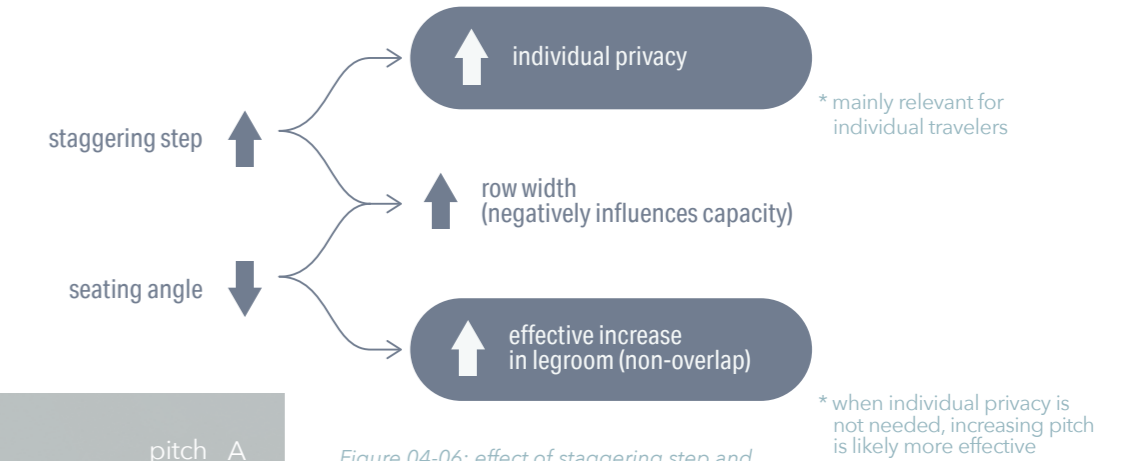 individual privacy
* mainly relevant for
individual travelers
staggering step
row width
(negatively influences capacity)
seating angle
effective increase
in legroom (non-overlap)
* when individual privacy is
not needed, increasing pitch
is likely more effective
pitch A
Figure 04-06: effect of staggering step and